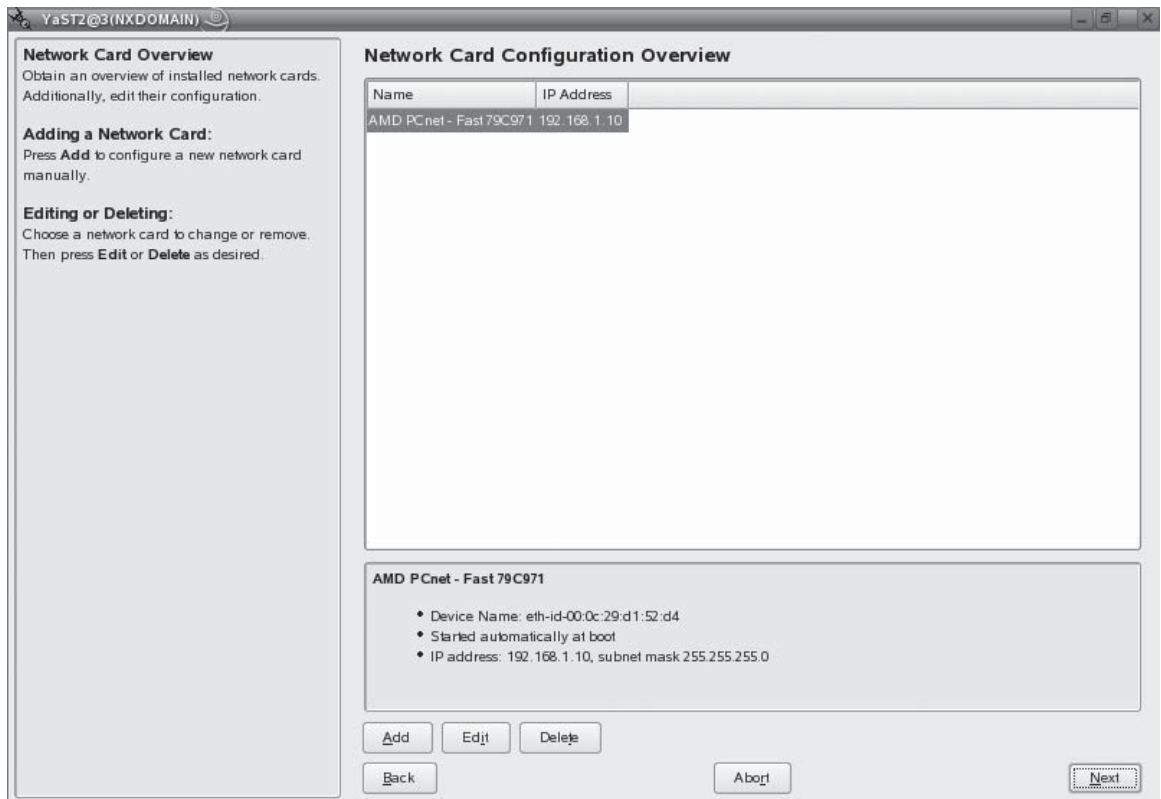 YaST2@3(NXDOMAIN)
Network Card Overview
Obtain an overview of installed network cards.
Additionally, edit their configuration.
Adding a Network Card:
Press Add to configure a new network card
manually.
Editing or Deleting:
Choose a network card to change or remove.
Then press Edit or Delete as desired.
Network Card Configuration Overview
Name IP Address
AMD PCnet - Fast 79C971 192.168.1.10
AMD PCnet - Fast 79C971
• Device Name: eth-id-00:0c:29:d1:52:d4
• Started automatically at boot
• IP address: 192.168.1.10, subnet mask 255.255.255.0
Add Edit Delete
Back Abort Next